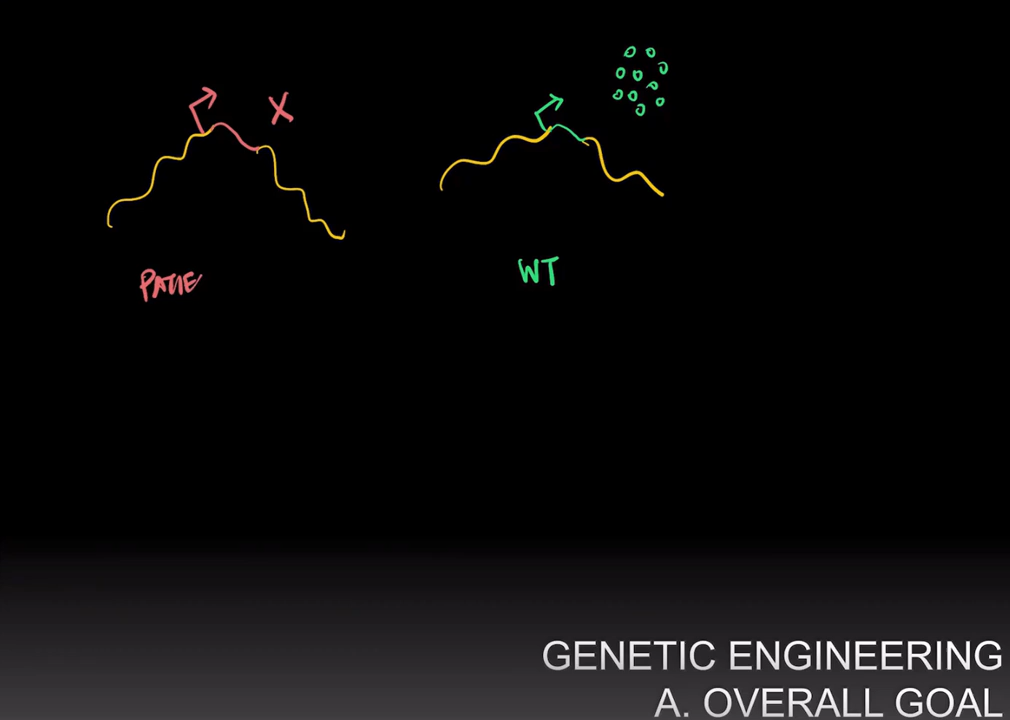 X
PATIE
WT
GENETIC ENGINEERING
A. OVERALL GOAL